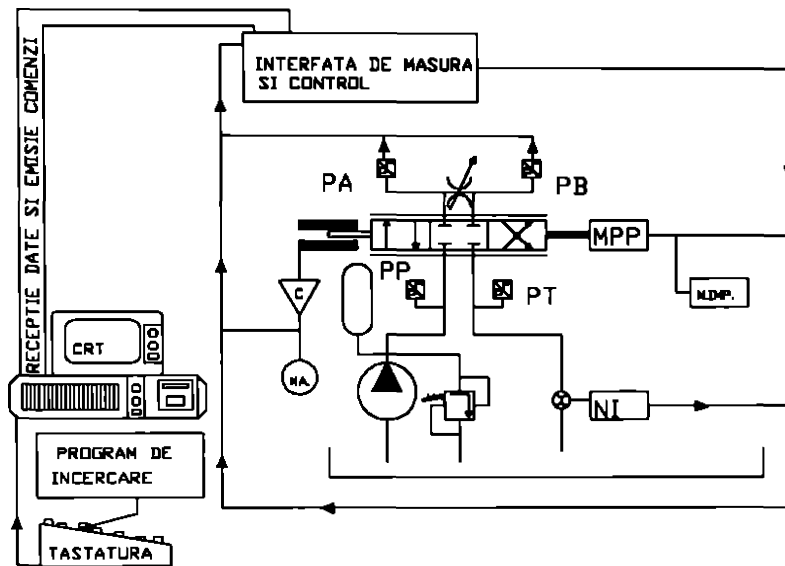 INTERFATA DE MASURA
SI CONTROL
RECEPTIE DATE SI EMISIE COMENZI
PA
PB
MPP
PP
PT
C
N.IMP.
CRT
NA.
NI
PROGRAM DE
INCERCARE
TASTATURA